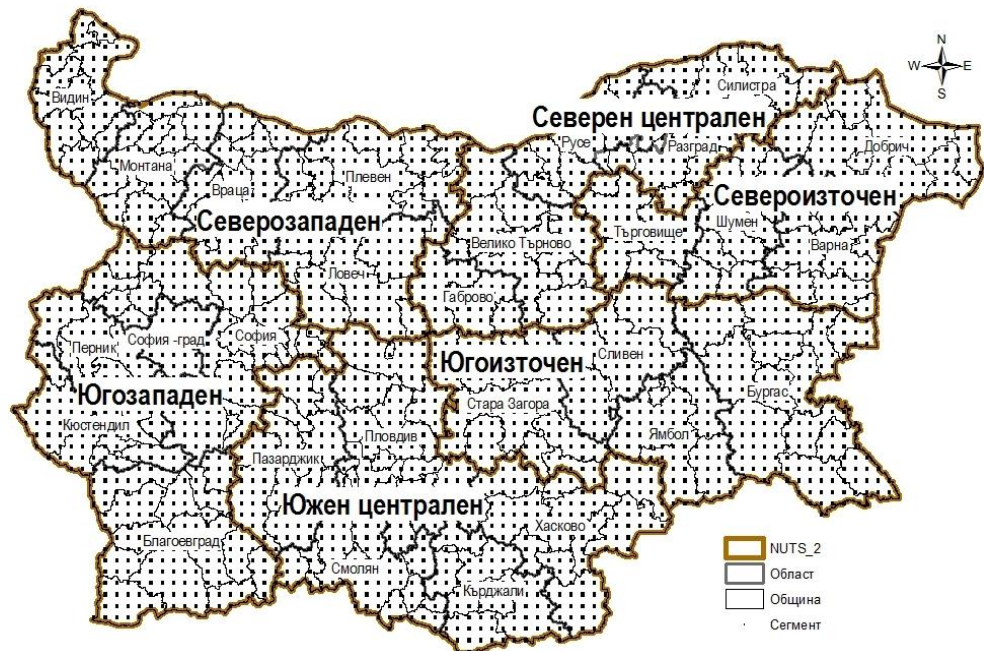 N
W E
S
Силистра
Видин
Северен централен
Русе
Разград
Добрич
Монтана
Плевен
Враца
Североизточен
Северозападен
Шумен
Търговище
Велико Търново
Варна
Ловеч
Габрово
София -град
София
Перник
Сливен
Югоизточен
Югозападен
Бургас
Стара Загора
Кюстендил
Пловдив
Ямбол
Пазарджик
Южен централен
Хасково
Благоевград
Смолян
Кърджали
NUTS_2
Област
Община
Сегмент